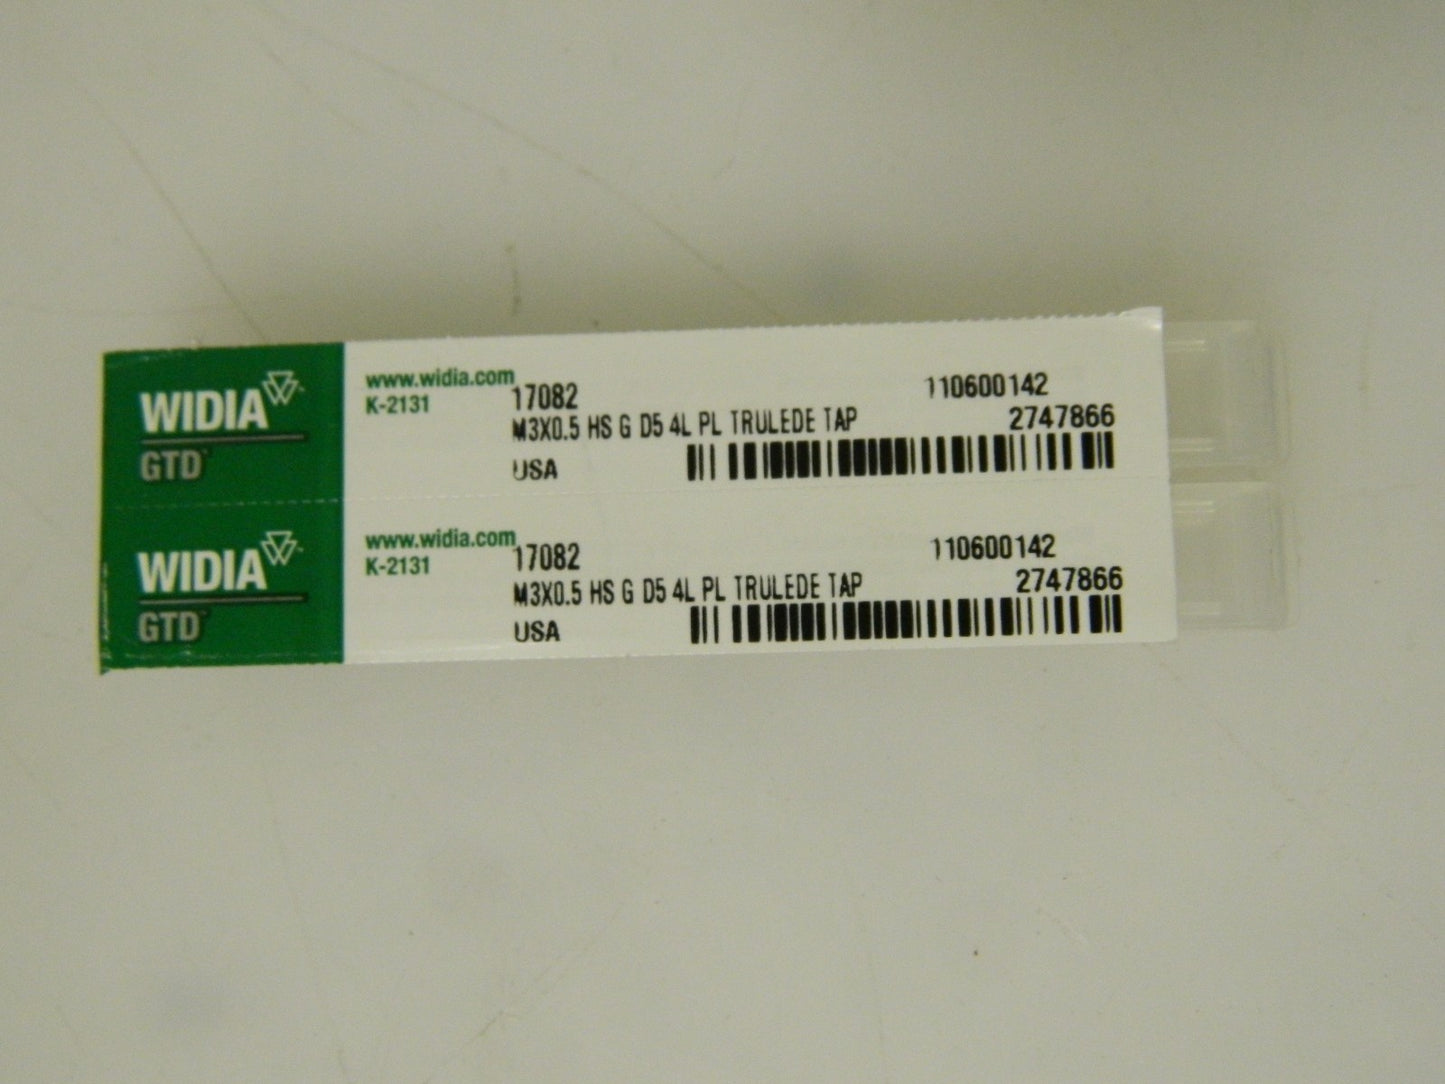 WIDIA
GTD
www.widia.com
K-2131
17082
110600142
M3X0.5 HS G D5 4L PL TRULEDE TAP
2747866
USA
WIDIA
GTD
www.widia.com
K-2131
17082
110600142
M3X0.5 HS G D5 4L PL TRULEDE TAP
2747866
USA